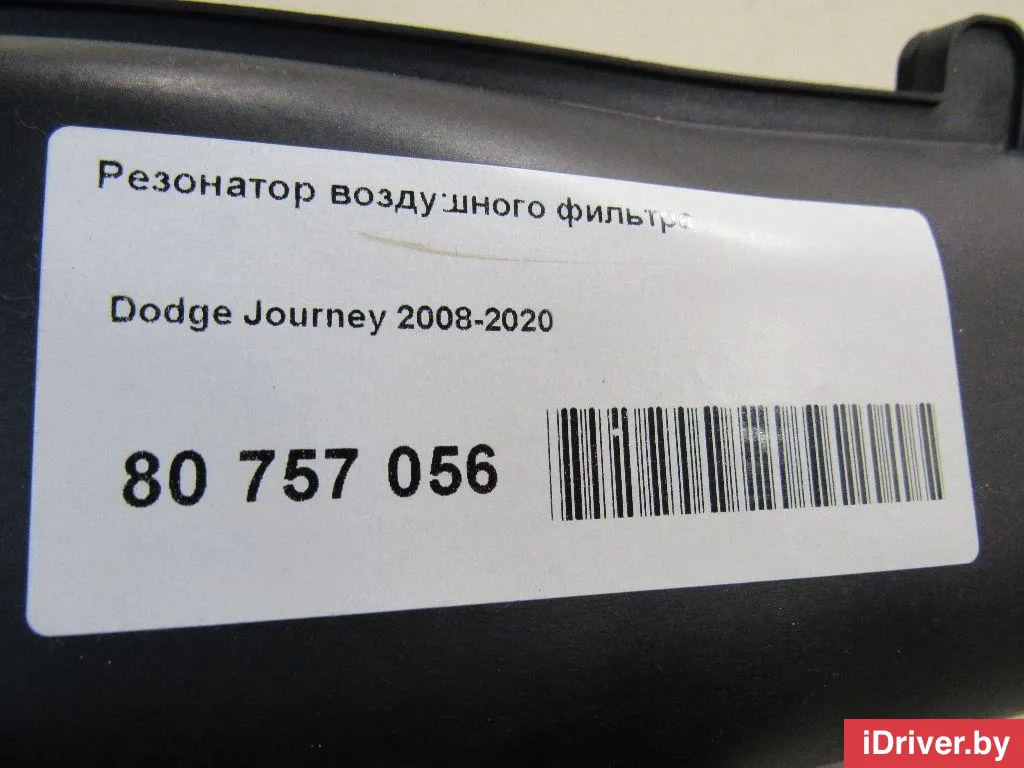 Резонатор воздушного фильтра
Dodge Journey 2008-2020
80 757 056
iDriver.by